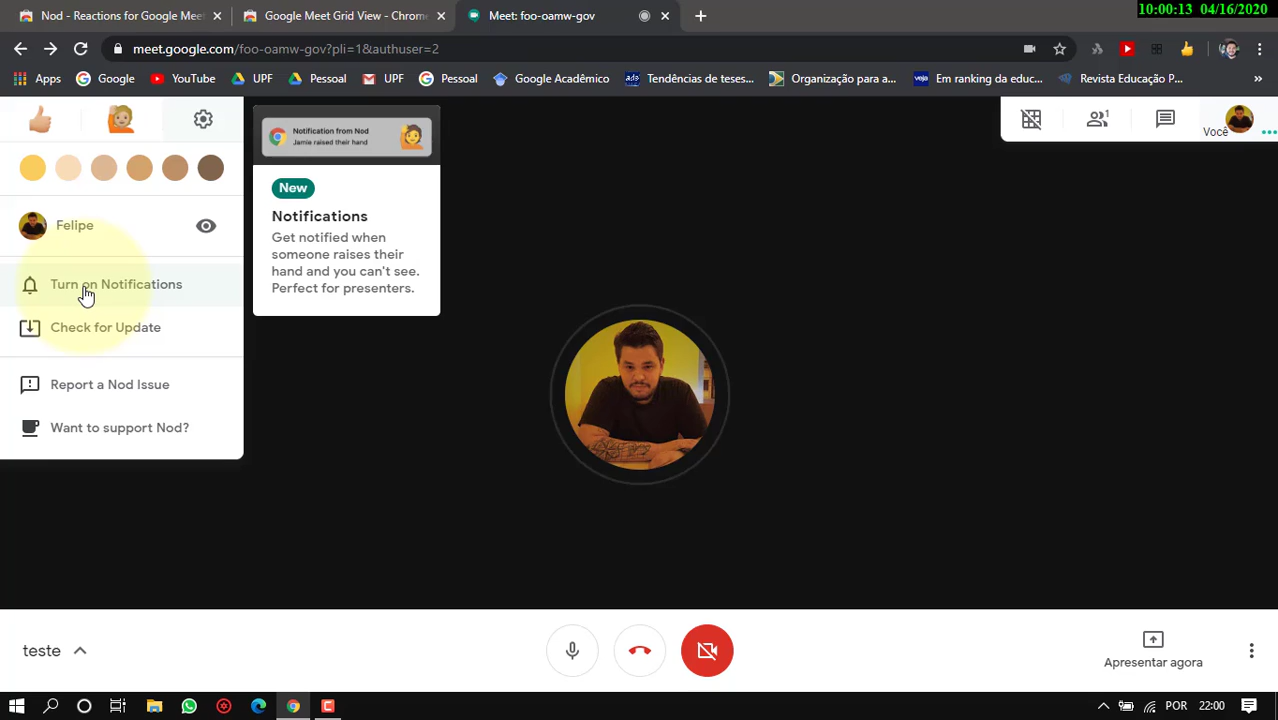 Nod - Reactions for Google Meet
Google Meet Grid View - Chrome
Meet: foo-oamw-gov
10:00:13 04/16/2020
meet.google.com/foo-oamw-gov?pli=1&authuser=2
Apps
Google
YouTube
UPF
Pessoal
UPF
Pessoal
Google Acadêmico
ads
Tendências de teses...
Organização para a...
veja
Em ranking da educ...
Revista Educação P...
»
Você
Notification from Nod
Jamie raised their hand
New
Notifications
Get notified when
someone raises their
hand and you can't see.
Perfect for presenters.
Felipe
Turn on Notifications
Check for Update
Report a Nod Issue
Want to support Nod?
teste
Apresentar agora
POR
22:00